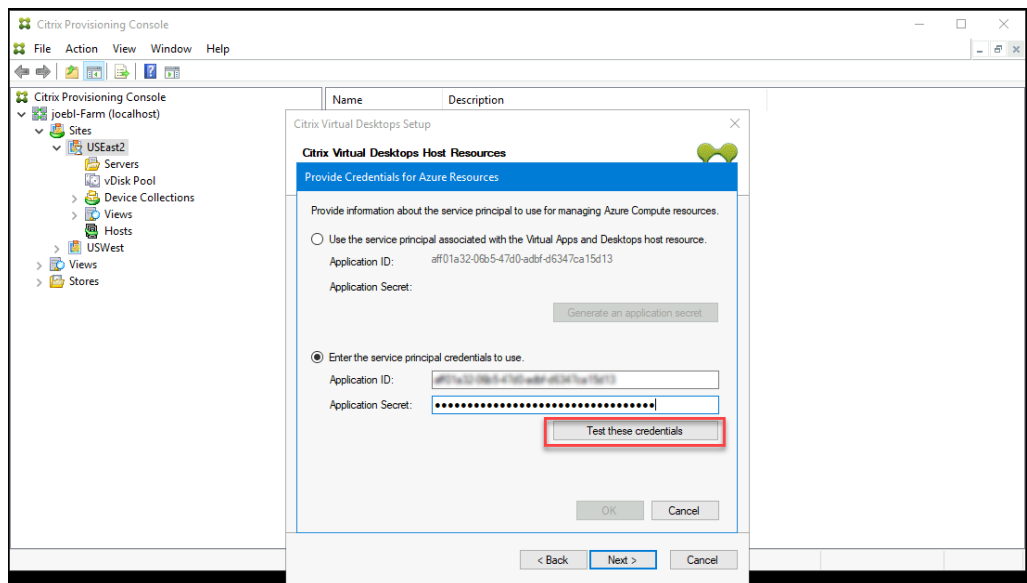 Citrix Provisioning Console
File Action View Window Help
Citrix Provisioning Console
joebl-Farm (localhost)
Sites
USEast2
Servers
vDisk Pool
Device Collections
Views
Hosts
USWest
Views
Stores
Name Description
Citrix Virtual Desktops Setup
Citrix Virtual Desktops Host Resources
Provide Credentials for Azure Resources
Provide information about the service principal to use for managing Azure Compute resources.
Use the service principal associated with the Virtual Apps and Desktops host resource.
Application ID: aff01a32-06b5-47d0-adbf-d6347ca15d13
Application Secret:
Generate an application secret
Enter the service principal credentials to use.
Application ID:
Application Secret:
Test these credentials
OK Cancel
< Back Next > Cancel